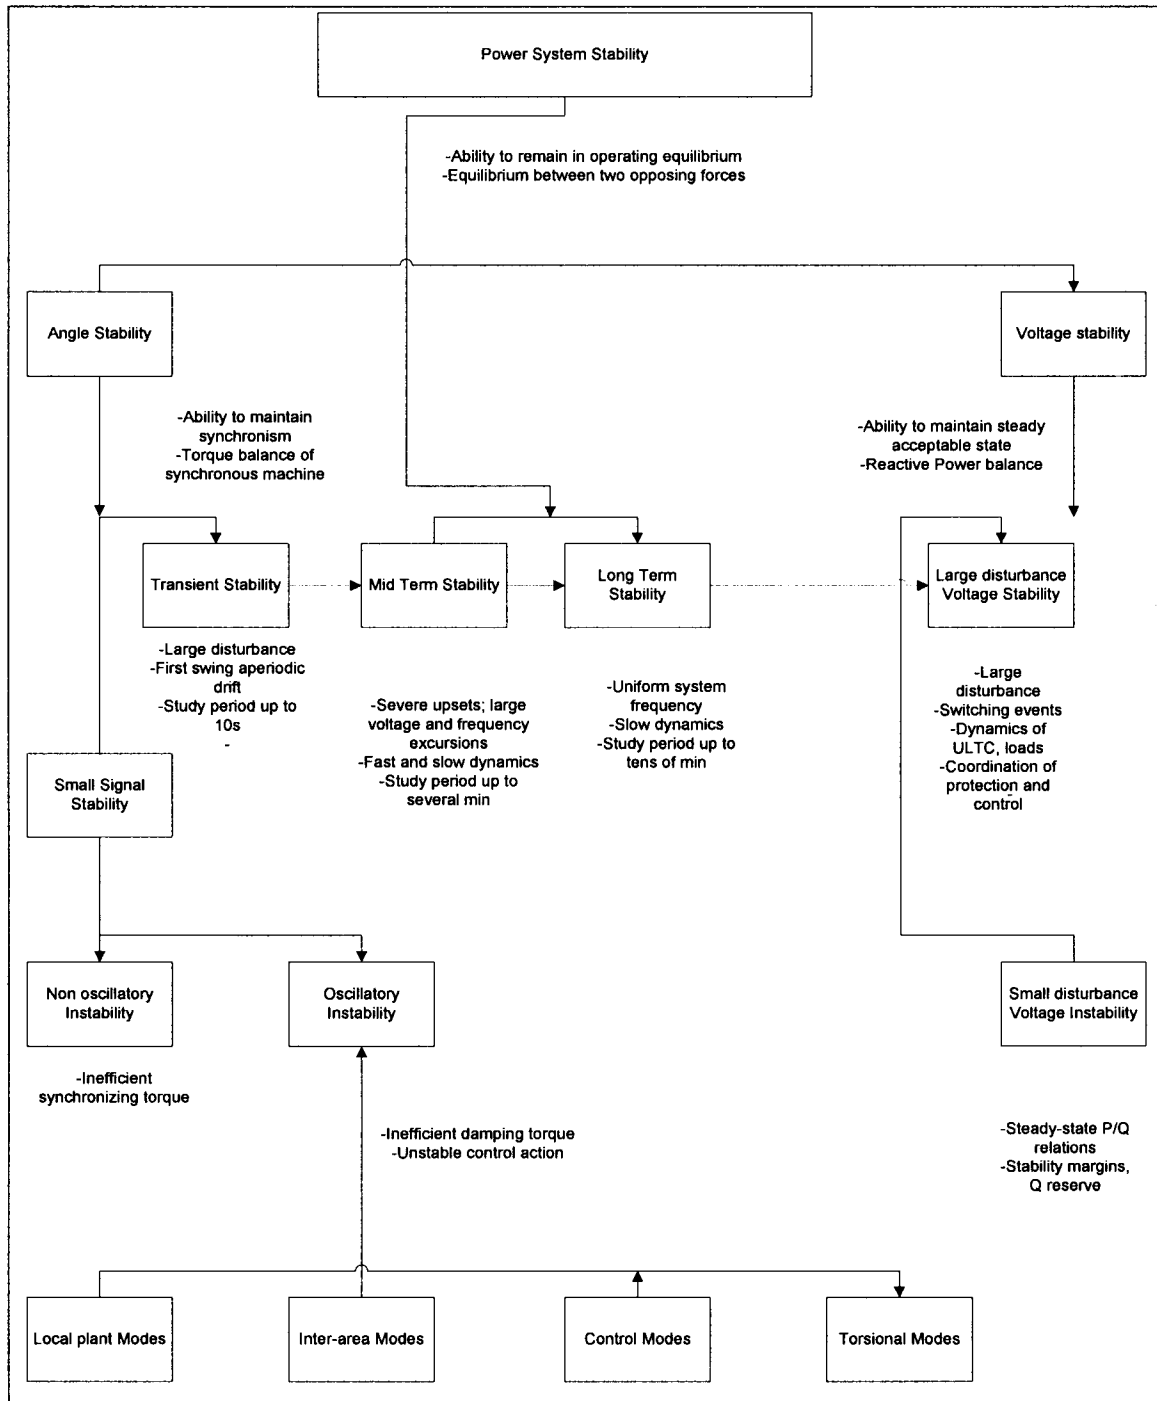 Power System Stability
-Ability to remain in operating equilibrium
-Equilibrium between two opposing forces
Angle Stability
Voltage stability
-Ability to maintain
synchronism
-Torque balance of
synchronous machine
-Ability to maintain steady
acceptable state
-Reactive Power balance
Transient Stability
Mid Term Stability
Long Term
Stability
Large disturbance
Voltage Stability
-Large disturbance
-First swing aperiodic
drift
-Study period up to
10s
-
-Severe upsets; large
voltage and frequency
excursions
-Fast and slow dynamics
-Study period up to
several min
-Uniform system
frequency
-Slow dynamics
-Study period up to
tens of min
-Large
disturbance
-Switching events
-Dynamics of
ULTC, loads
-Coordination of
protection and
control
Small Signal
Stability
Non oscillatory
Instability
Oscillatory
Instability
Small disturbance
Voltage Instability
-Inefficient
synchronizing torque
-Inefficient damping torque
-Unstable control action
-Steady-state P/Q
relations
-Stability margins,
Q reserve
Local plant Modes
Inter-area Modes
Control Modes
Torsional Modes